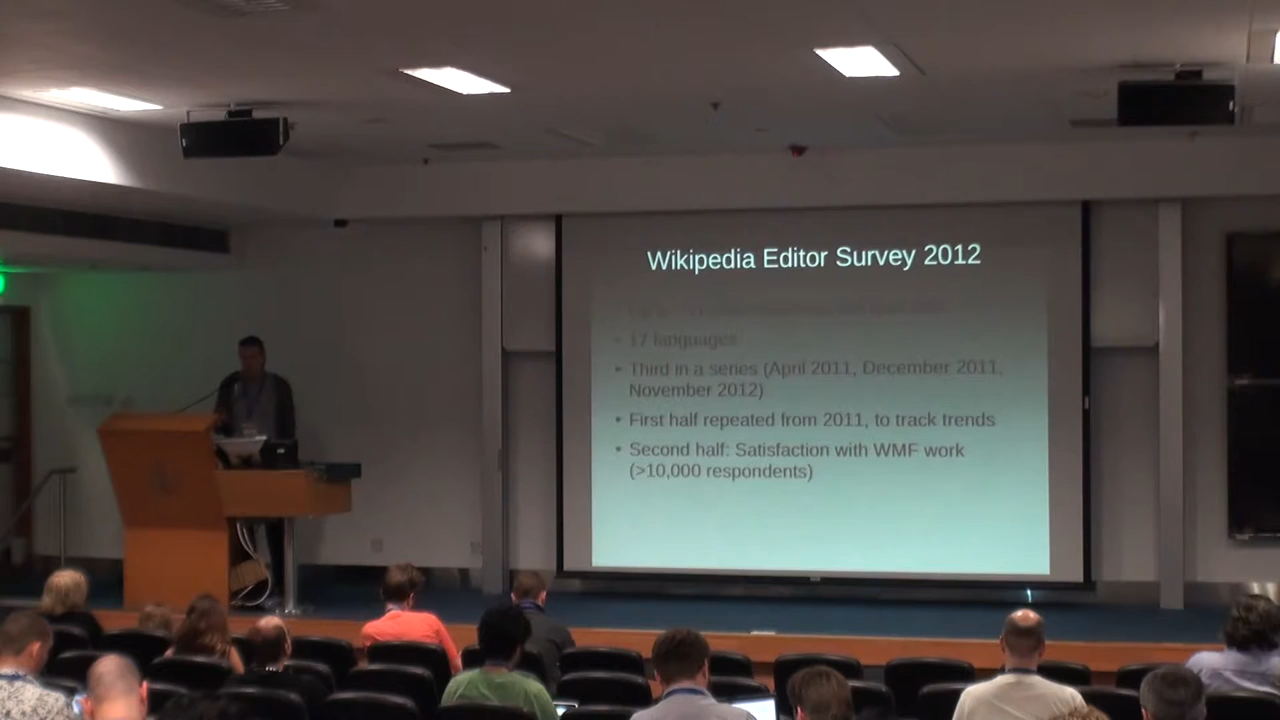 Wikipedia Editor Survey 2012
• 17 languages
• Third in a series (April 2011, December 2011,
November 2012)
• First half repeated from 2011, to track trends
• Second half: Satisfaction with WMF work
(>10,000 respondents)